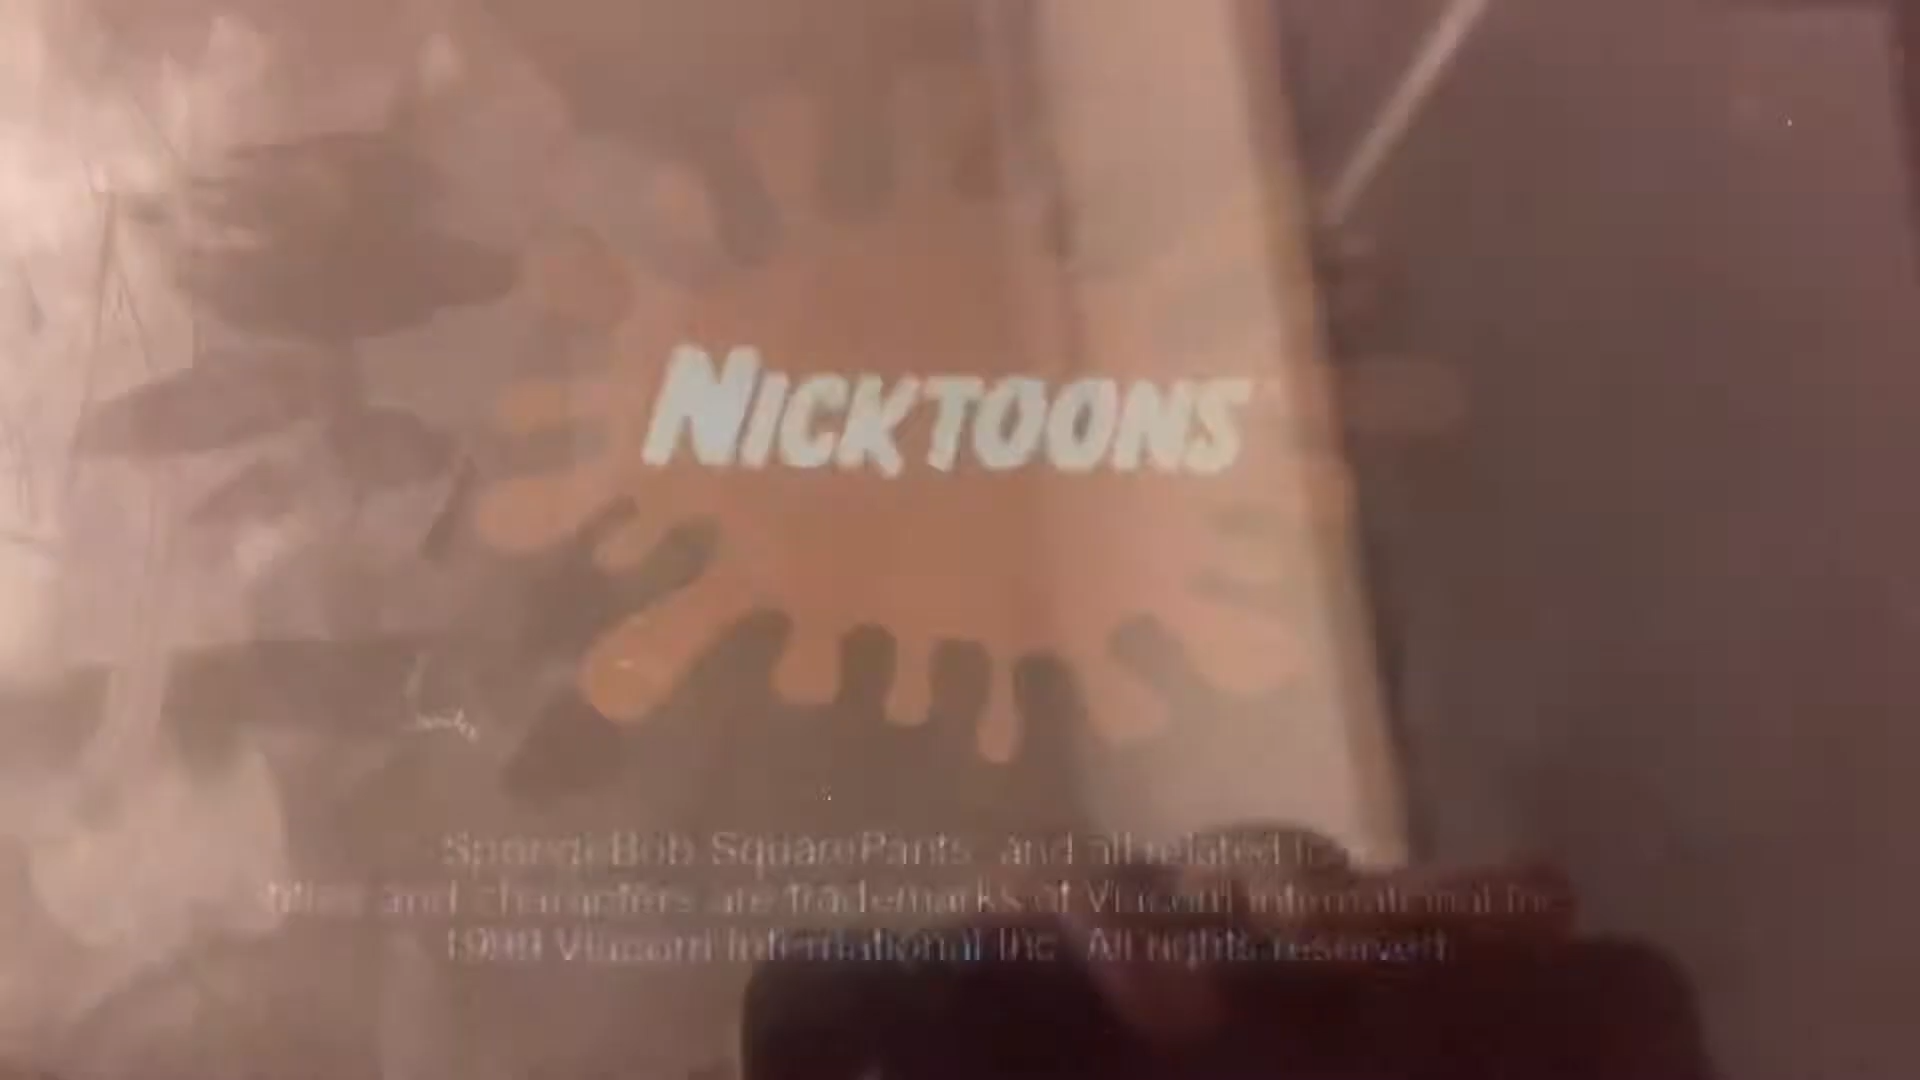 NICKTOONS
SpongeBob SquarePants and all related
titles and characters are trademarks of Viacom International Inc
Viacom International Inc. All rights reserved